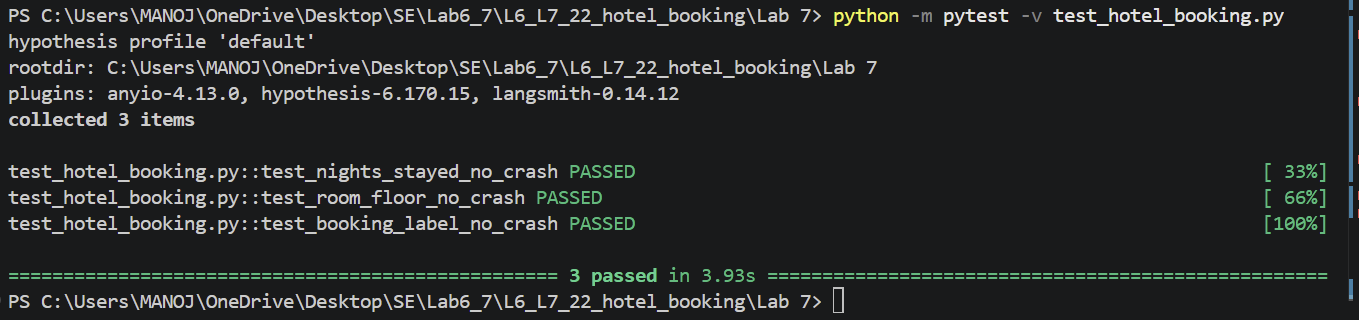 PS C:\Users\MANOJ\OneDrive\Desktop\SE\Lab6_7\L6_L7_22_hotel_booking\Lab 7> python -m pytest -v test_hotel_booking.py
hypothesis profile 'default'
rootdir: C:\Users\MANOJ\OneDrive\Desktop\SE\Lab6_7\L6_L7_22_hotel_booking\Lab 7
plugins: anyio-4.13.0, hypothesis-6.170.15, langsmith-0.14.12
collected 3 items
test_hotel_booking.py::test_nights_stayed_no_crash PASSED [ 33%]
test_hotel_booking.py::test_room_floor_no_crash PASSED [ 66%]
test_hotel_booking.py::test_booking_label_no_crash PASSED [100%]
=================================================== 3 passed in 3.93s ===================================================
PS C:\Users\MANOJ\OneDrive\Desktop\SE\Lab6_7\L6_L7_22_hotel_booking\Lab 7>